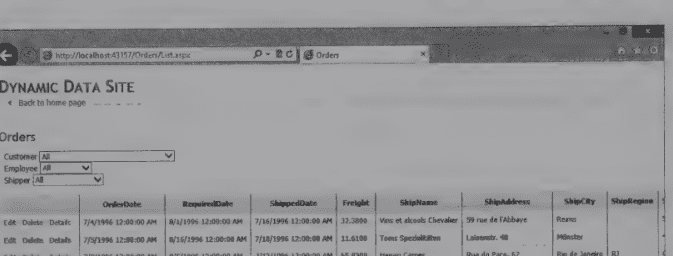 http://localhost:43157/Orders/List.aspx Orders
DYNAMIC DATA SITE
Back to home page
Orders
Customer All
Employee All
Shipper All
OrderDate RequiredDate ShippedDate Freight ShipName ShipAddress ShipCity ShipRegion
Edit Delete Details 7/4/1996 12:00:00 AM 8/1/1996 12:00:00 AM 7/16/1996 12:00:00 AM 32.3800 Vins et alcools Chevalier 59 rue de l'Abbaye Reims
Edit Delete Details 7/5/1996 12:00:00 AM 8/16/1996 12:00:00 AM 7/10/1996 12:00:00 AM 11.6100 Toms Spezialitäten Luisenstr. 48 Münster
Rua do Paço, 67 Rio de Janeiro RJ